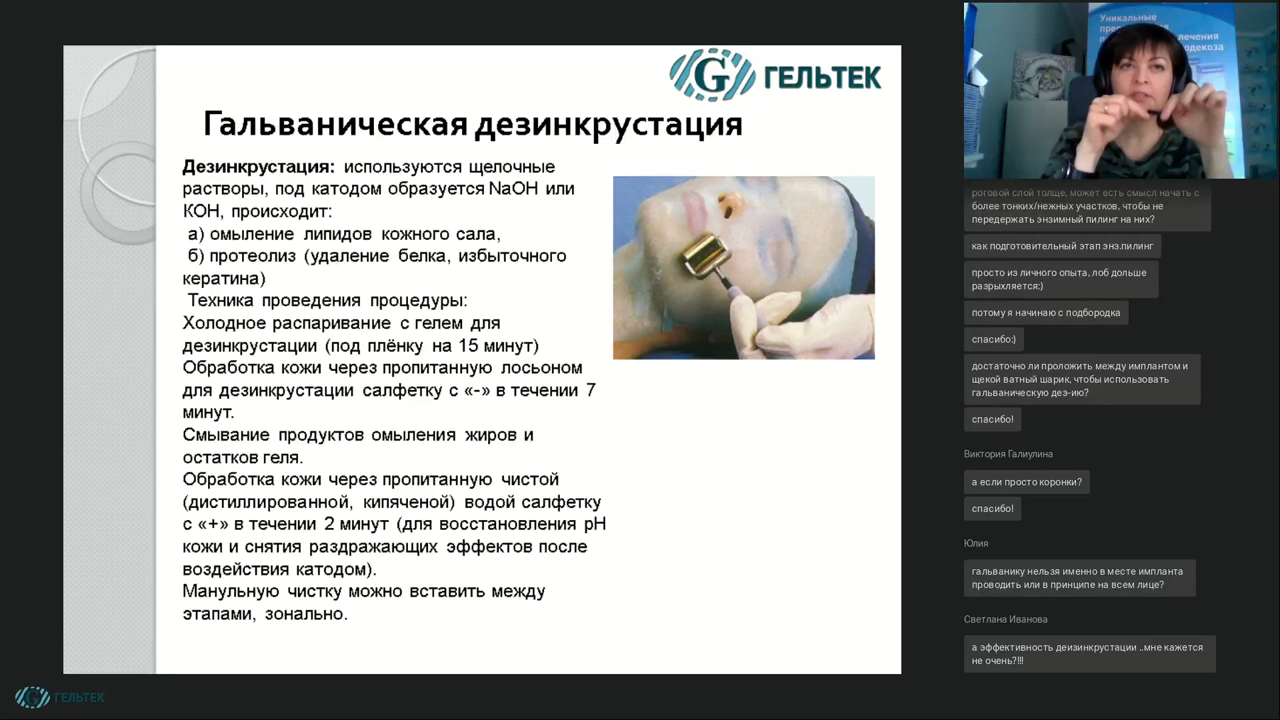 ГЕЛЬТЕК
Гальваническая дезинкрустация
Дезинкрустация: используются щелочные
растворы, под катодом образуется NaOH или
КОН, происходит:
а) омыление липидов кожного сала,
б) протеолиз (удаление белка, избыточного
кератина)
Техника проведения процедуры:
Холодное распаривание с гелем для
дезинкрустации (под плёнку на 15 минут)
Обработка кожи через пропитанную лосьоном
для дезинкрустации салфетку с «-» в течении 7
минут.
Смывание продуктов омыления жиров и
остатков геля.
Обработка кожи через пропитанную чистой
(дистиллированной, кипяченой) водой салфетку
с «+» в течении 2 минут (для восстановления рН
кожи и снятия раздражающих эффектов после
воздействия катодом).
Манульную чистку можно вставить между
этапами, зонально.
ГЕЛЬТЕК
Уникальные
роговой слой толще, может есть смысл начать с
более тонких/нежных участков, чтобы не
передержать энзимный пилинг на них?
как подготовительный этап энз.пилинг
просто из личного опыта, лоб дольше
разрыхляется:)
потому я начинаю с подбородка
спасибо:)
достаточно ли проложить между имплантом и
щекой ватный шарик, чтобы использовать
гальваническую дез-ию?
спасибо!
Виктория Галиулина
а если просто коронки?
спасибо!
Юлия
гальванику нельзя именно в месте импланта
проводить или в принципе на всем лице?
Светлана Иванова
а эффективность деизинкрустации ..мне кажется
не очень?!!!